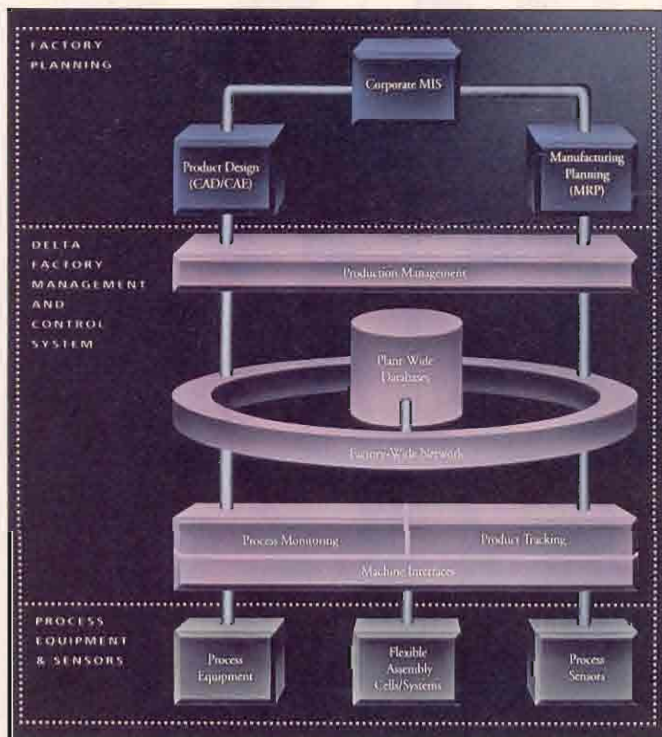 FACTORY
PLANNING
Corporate MIS
Product Design
(CAD/CAE)
Manufacturing
Planning
(MRP)
DELTA
FACTORY
MANAGEMENT
AND
CONTROL
SYSTEM
Production Management
Plant-Wide
Databases
Factory-Wide Network
Process Monitoring
Product Tracking
Machine Interfaces
PROCESS
EQUIPMENT
& SENSORS
Process
Equipment
Flexible
Assembly
Cells/Systems
Process
Sensors